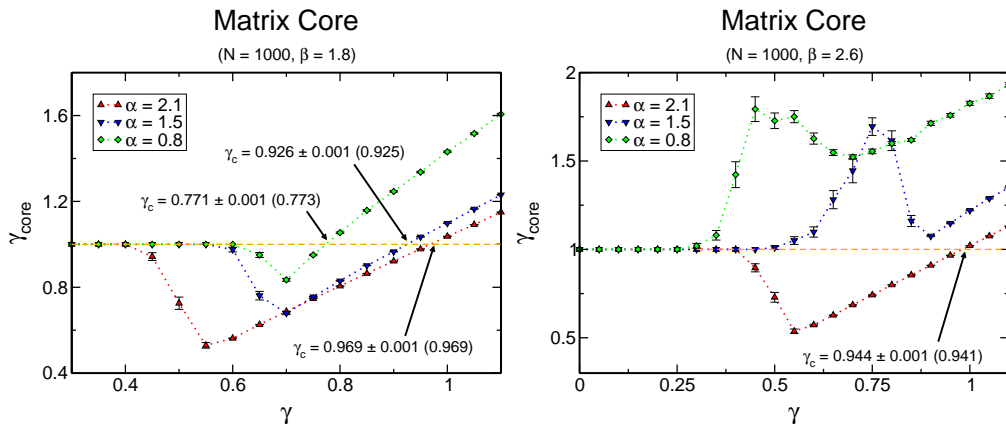 Matrix Core
(N = 1000, β = 1.8)
α = 2.1
α = 1.5
α = 0.8
γc = 0.926 ± 0.001 (0.925)
γc = 0.771 ± 0.001 (0.773)
γc = 0.969 ± 0.001 (0.969)
1.6
1.2
0.8
0.4
γcore
0.4
0.6
0.8
1
γ
Matrix Core
(N = 1000, β = 2.6)
α = 2.1
α = 1.5
α = 0.8
γc = 0.944 ± 0.001 (0.941)
2
1.5
1
0.5
γcore
0
0.25
0.5
0.75
1
γ